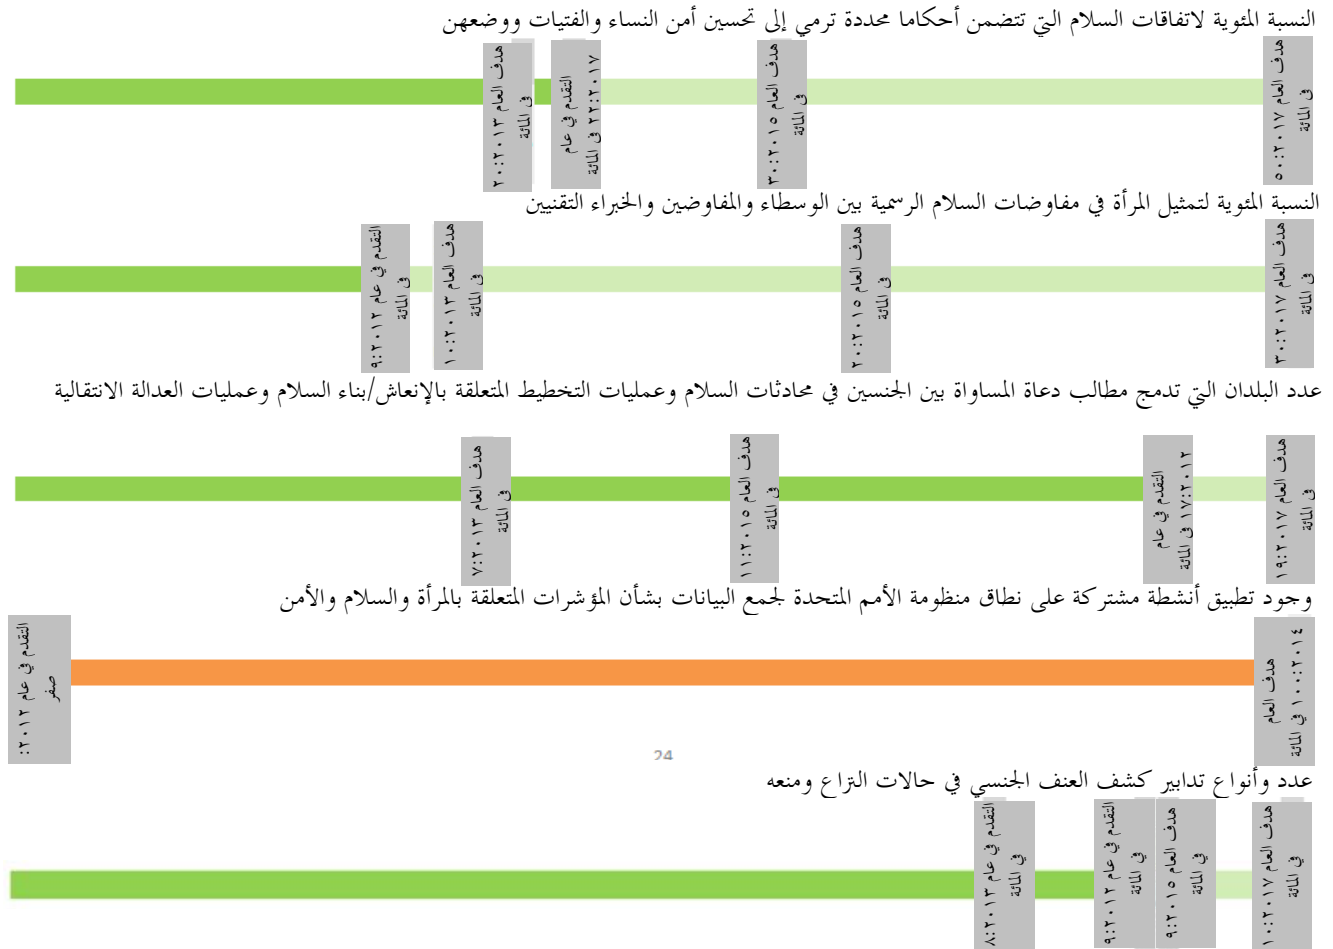 النسبة المئوية لاتفاقات السلام التي تتضمن أحكاما محددة ترمي إلى تحسين أمن النساء والفتيات ووضعهن
هدف العام ٢٠١٣: ٢٠
في المائة
التقدم في عام
٢٠١٧: ٢٢ في المائة
هدف العام ٢٠١٥: ٣٠
في المائة
هدف العام ٢٠١٧: ٥٠
في المائة
النسبة المئوية لتمثيل المرأة في مفاوضات السلام الرسمية بين الوسطاء والمفاوضين والخبراء التقنيين
التقدم في عام ٢٠١٢: ٩
في المائة
هدف العام ٢٠١٣: ١٠
في المائة
هدف العام ٢٠١٥: ٢٠
في المائة
هدف العام ٢٠١٧: ٣٠
في المائة
عدد البلدان التي تدمج مطالب دعاة المساواة بين الجنسين في محادثات السلام وعمليات التخطيط المتعلقة بالإنعاش/بناء السلام وعمليات العدالة الانتقالية
هدف العام ٢٠١٣: ٧
في المائة
هدف العام ٢٠١٥: ١١
في المائة
التقدم في عام
٢٠١٢: ١٧ في المائة
هدف العام ٢٠١٧: ١٩
في المائة
وجود تطبيق أنشطة مشتركة على نطاق منظومة الأمم المتحدة لجمع البيانات بشأن المؤشرات المتعلقة بالمرأة والسلام والأمن
التقدم في عام ٢٠١٢:
صفر
هدف العام
٢٠١٤: ١٠٠ في المائة
24
عدد وأنواع تدابير كشف العنف الجنسي في حالات النزاع ومنعه
التقدم في عام ٢٠١٣: ٨
في المائة
التقدم في عام ٢٠١٢: ٩
في المائة
هدف العام ٢٠١٥: ٩
في المائة
هدف العام ٢٠١٧: ١٠
في المائة